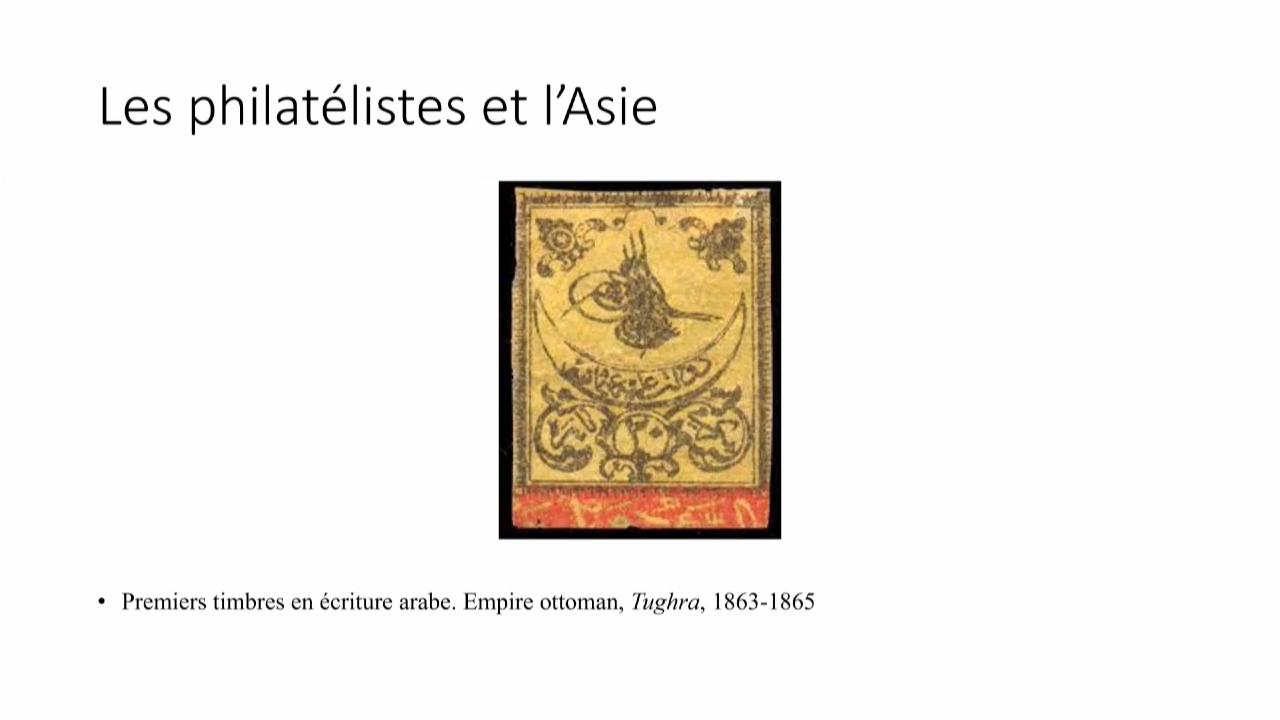 Les philatélistes et l’Asie
• Premiers timbres en écriture arabe. Empire ottoman, Tughra, 1863-1865